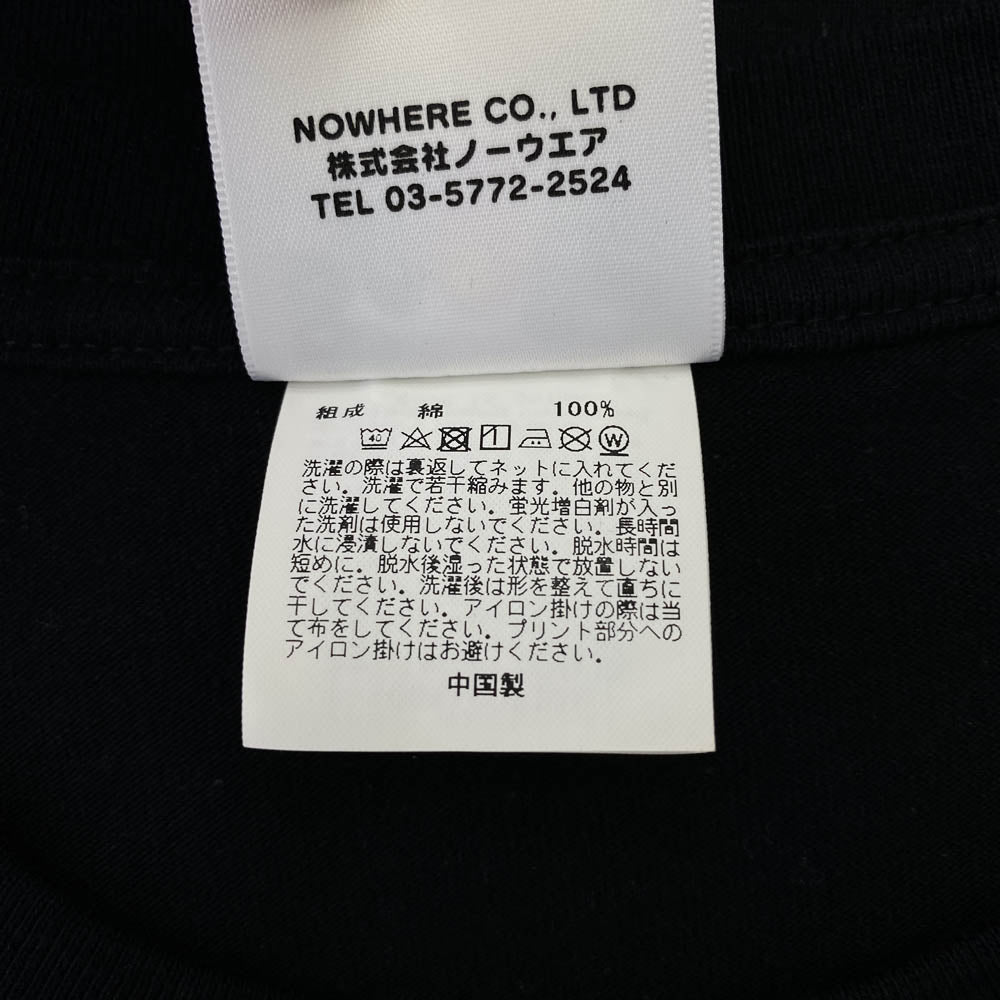 NOWHERE CO., LTD
株式会社ノーウエア
TEL 03-5772-2524
組成 綿 100%
40 W
洗濯の際は裏返してネットに入れてくだ
さい。洗濯で若干縮みます。他の物と別
に洗濯してください。蛍光増白剤が入っ
た洗剤は使用しないでください。長時間
水に浸漬しないでください。脱水時間は
短めに。脱水後湿った状態で放置しない
でください。洗濯後は形を整えて直ちに
干してください。アイロン掛けの際は当
て布をしてください。プリント部分への
アイロン掛けはお避けください。
中国製